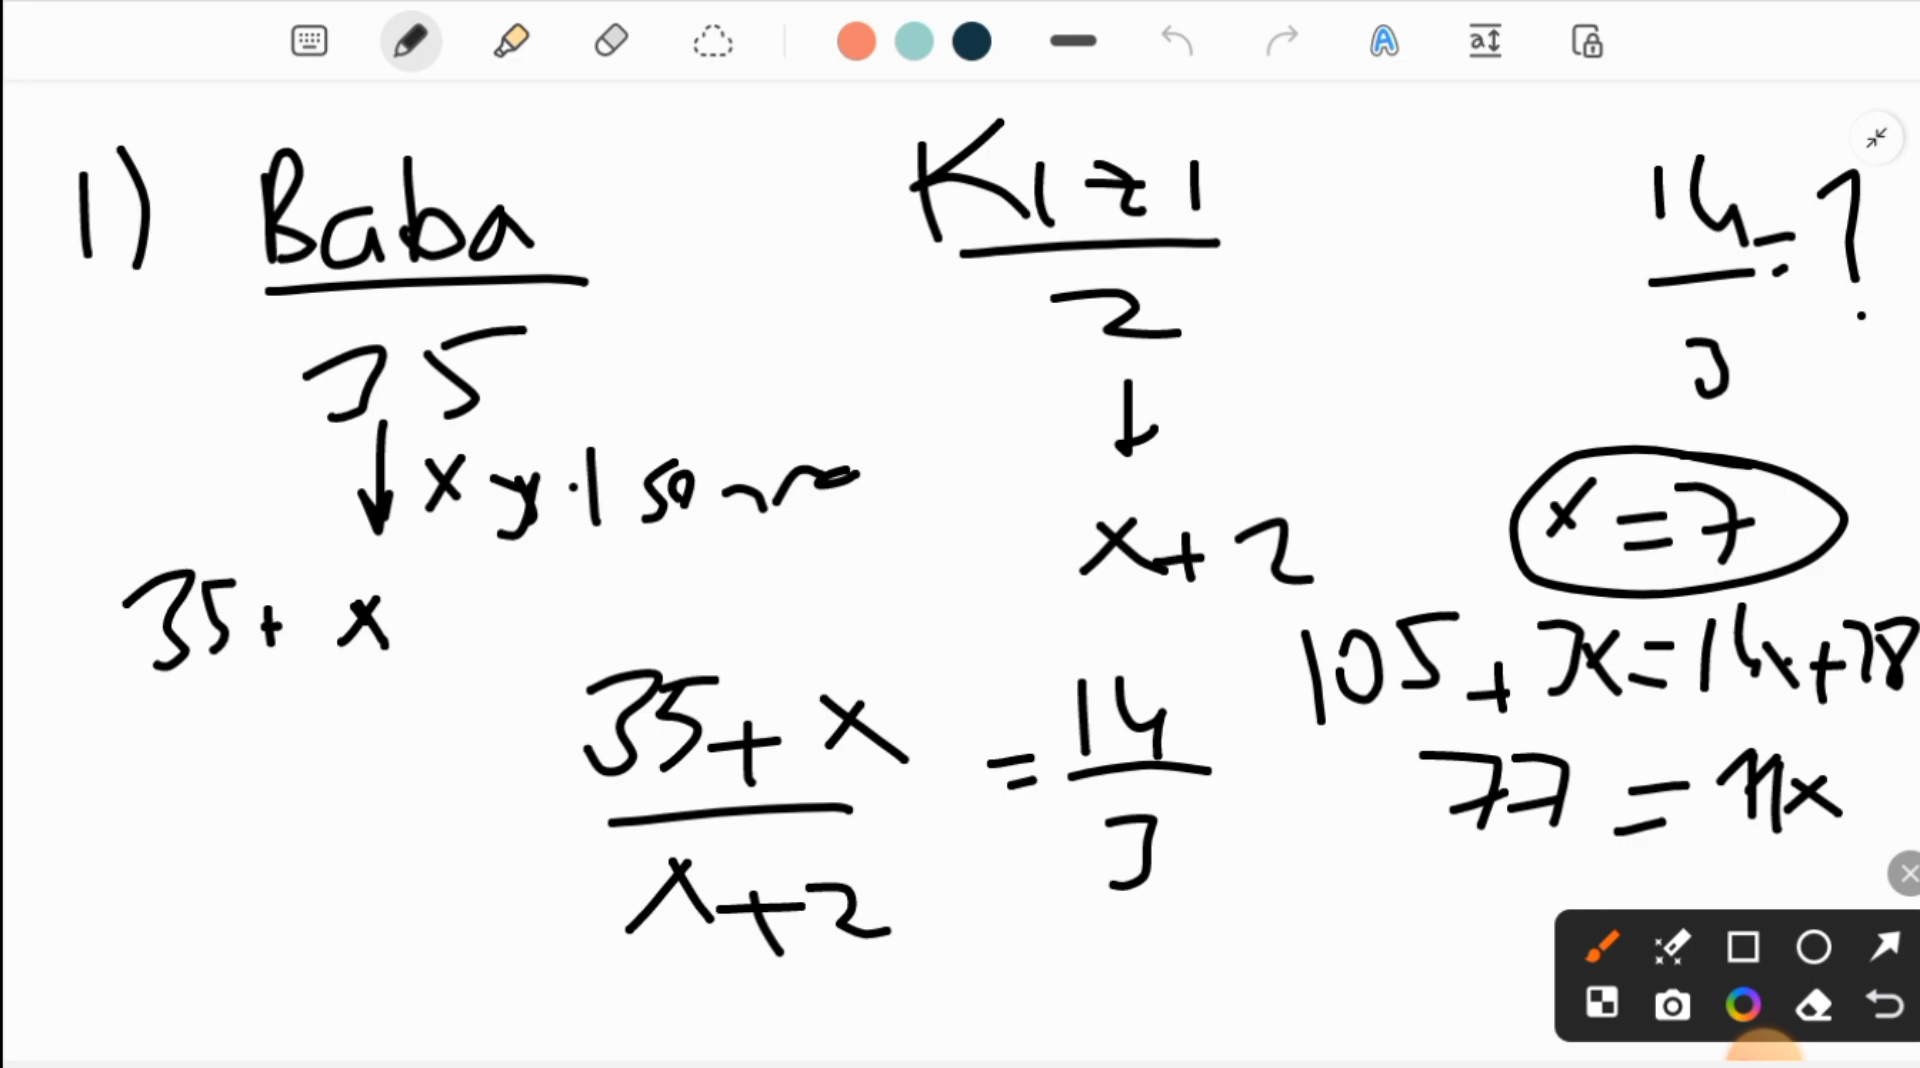 1) Baba Kızı 14/3 = ?
35 2
↓ x yıl sonra ↓
35 + x x + 2 x = 7
105 + 3x = 14x + 28
(35 + x)/(x + 2) = 14/3
77 = 11x